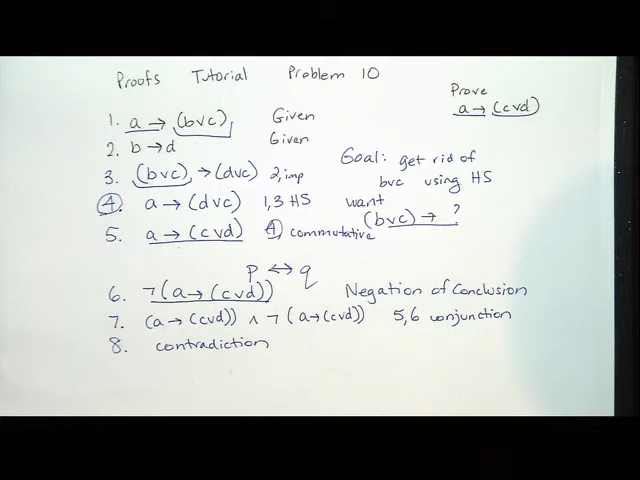 Proofs Tutorial Problem 10
Prove
a → (c∨d)
1. a → (b∨c) Given
2. b → d Given
3. (b∨c) → (d∨c) 2, imp
4. a → (d∨c) 1,3 HS
5. a → (c∨d) 4, commutative
Goal: get rid of
b∨c using HS
want
(b∨c) → ?
p ↔ q
6. ¬(a → (c∨d)) Negation of Conclusion
7. (a → (c∨d)) ∧ ¬(a → (c∨d)) 5,6 conjunction
8. contradiction